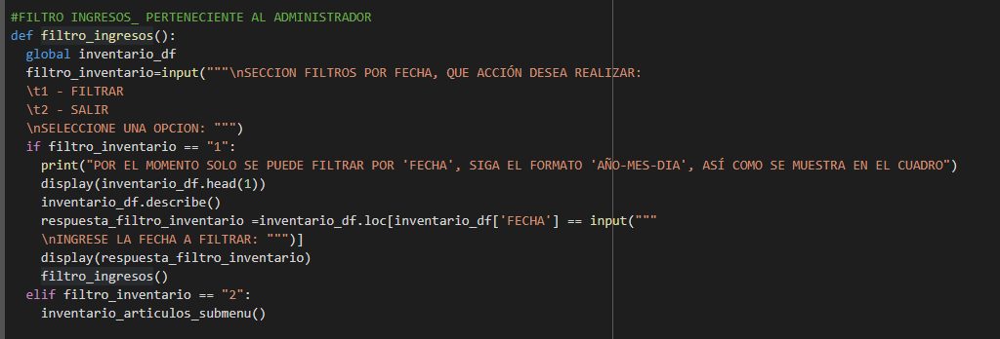 #FILTRO INGRESOS_ PERTENECIENTE AL ADMINISTRADOR
def filtro_ingresos():
  global inventario_df
  filtro_inventario=input("""\nSECCION FILTROS POR FECHA, QUE ACCIÓN DESEA REALIZAR:
  \t1 - FILTRAR
  \t2 - SALIR
  \nSELECCIONE UNA OPCION: """)
  if filtro_inventario == "1":
    print("POR EL MOMENTO SOLO SE PUEDE FILTRAR POR 'FECHA', SIGA EL FORMATO 'AÑO-MES-DIA', ASÍ COMO SE MUESTRA EN EL CUADRO")
    display(inventario_df.head(1))
    inventario_df.describe()
    respuesta_filtro_inventario =inventario_df.loc[inventario_df['FECHA'] == input("""
    \nINGRESE LA FECHA A FILTRAR: """)]
    display(respuesta_filtro_inventario)
    filtro_ingresos()
  elif filtro_inventario == "2":
    inventario_articulos_submenu()